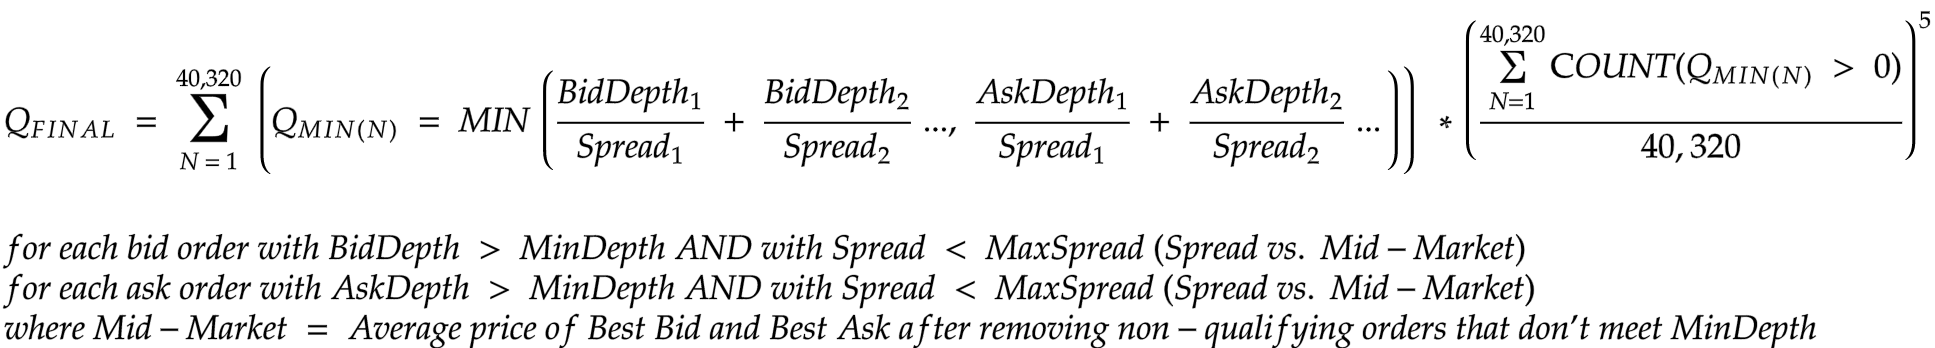 Q_{FINAL} = \sum_{N=1}^{40,320} \left( Q_{MIN(N)} = MIN \left( \frac{BidDepth_1}{Spread_1} + \frac{BidDepth_2}{Spread_2} ..., \frac{AskDepth_1}{Spread_1} + \frac{AskDepth_2}{Spread_2} ... \right) \right) * \left( \frac{\sum_{N=1}^{40,320} COUNT(Q_{MIN(N)} > 0)}{40,320} \right)^5
for each bid order with BidDepth > MinDepth AND with Spread < MaxSpread (Spread vs. Mid − Market)
for each ask order with AskDepth > MinDepth AND with Spread < MaxSpread (Spread vs. Mid − Market)
where Mid − Market = Average price of Best Bid and Best Ask after removing non − qualifying orders that don't meet MinDepth